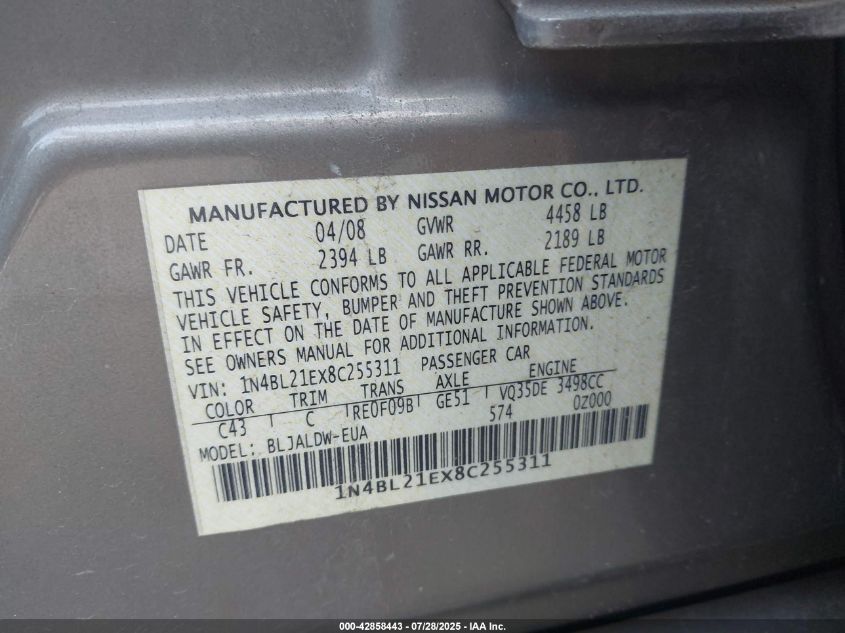 MANUFACTURED BY NISSAN MOTOR CO., LTD.
DATE 04/08 GVWR 4458 LB
GAWR FR. 2394 LB GAWR RR. 2189 LB
THIS VEHICLE CONFORMS TO ALL APPLICABLE FEDERAL MOTOR
VEHICLE SAFETY, BUMPER AND THEFT PREVENTION STANDARDS
IN EFFECT ON THE DATE OF MANUFACTURE SHOWN ABOVE.
SEE OWNERS MANUAL FOR ADDITIONAL INFORMATION.
VIN: 1N4BL21EX8C255311 PASSENGER CAR
COLOR TRIM TRANS AXLE ENGINE
C43 C RE0F09B GE51 VQ35DE 3498CC
MODEL: BLJALDW-EUA 574 0Z000
1N4BL21EX8C255311
000-42858443 - 07/28/2025 - IAA Inc.